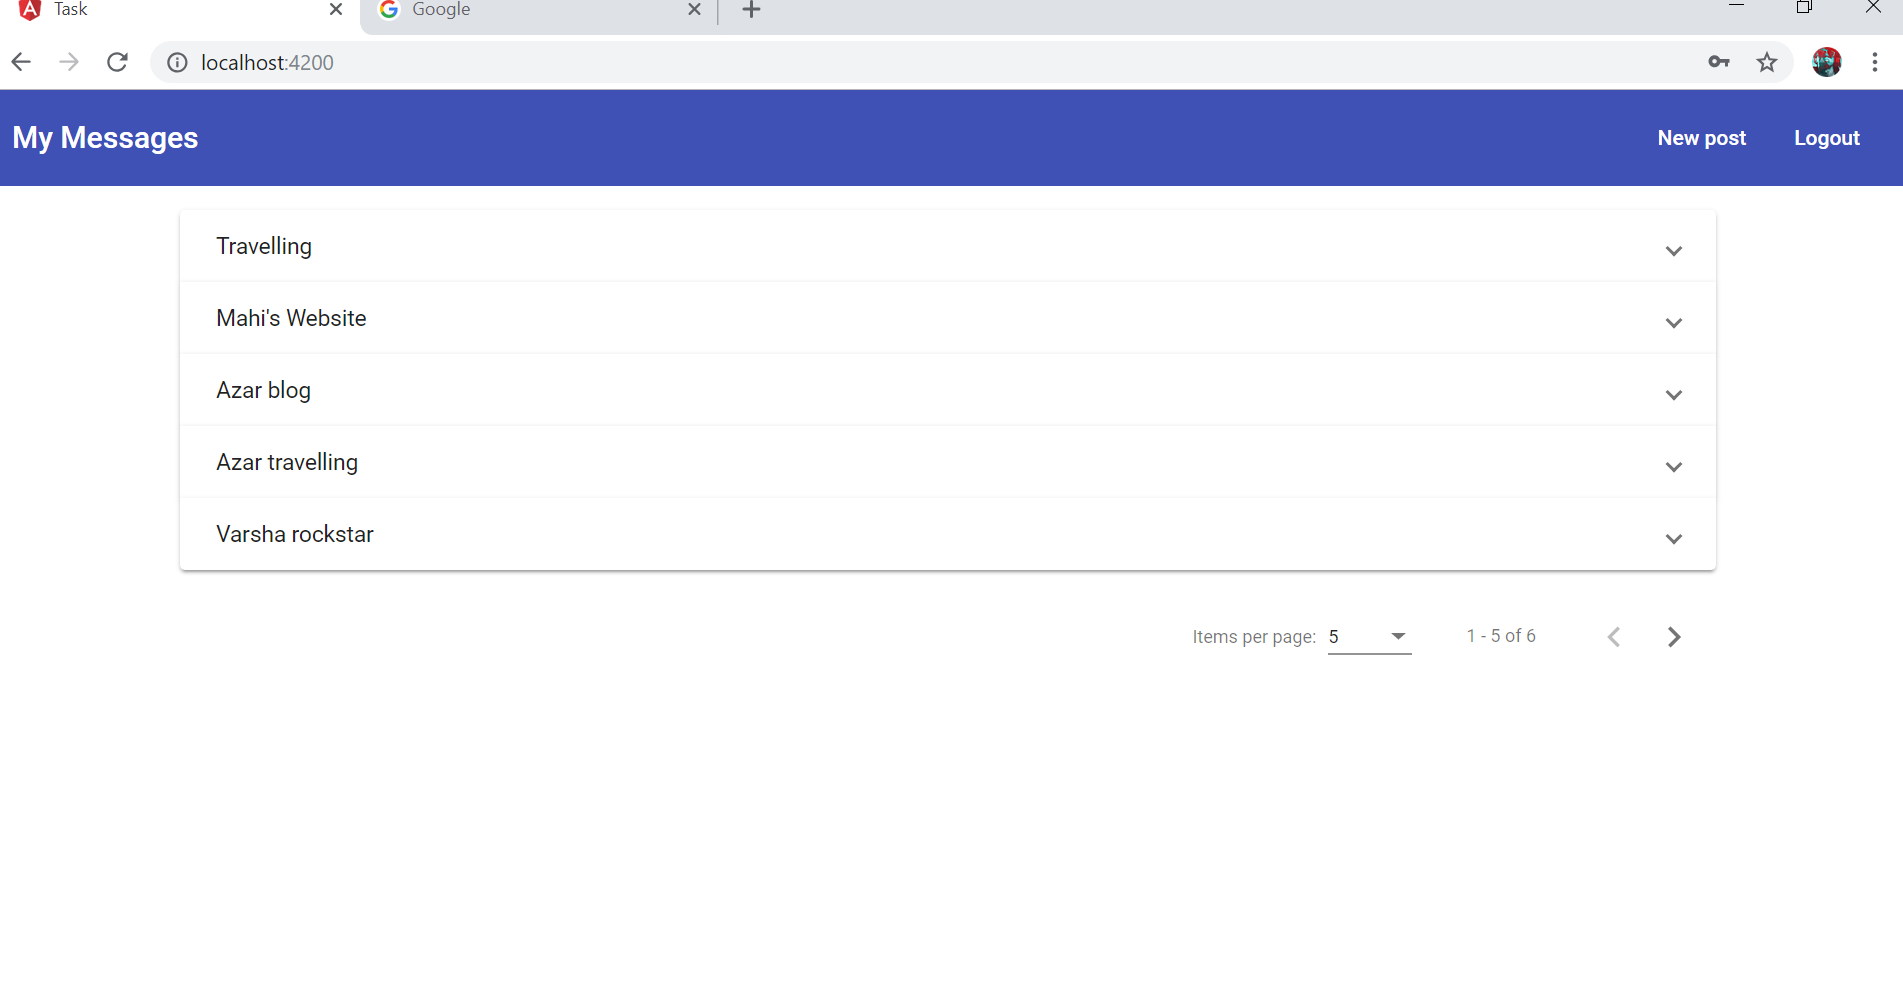 Task
Google
localhost:4200
My Messages
New post
Logout
Travelling
Mahi's Website
Azar blog
Azar travelling
Varsha rockstar
Items per page: 5
1 - 5 of 6